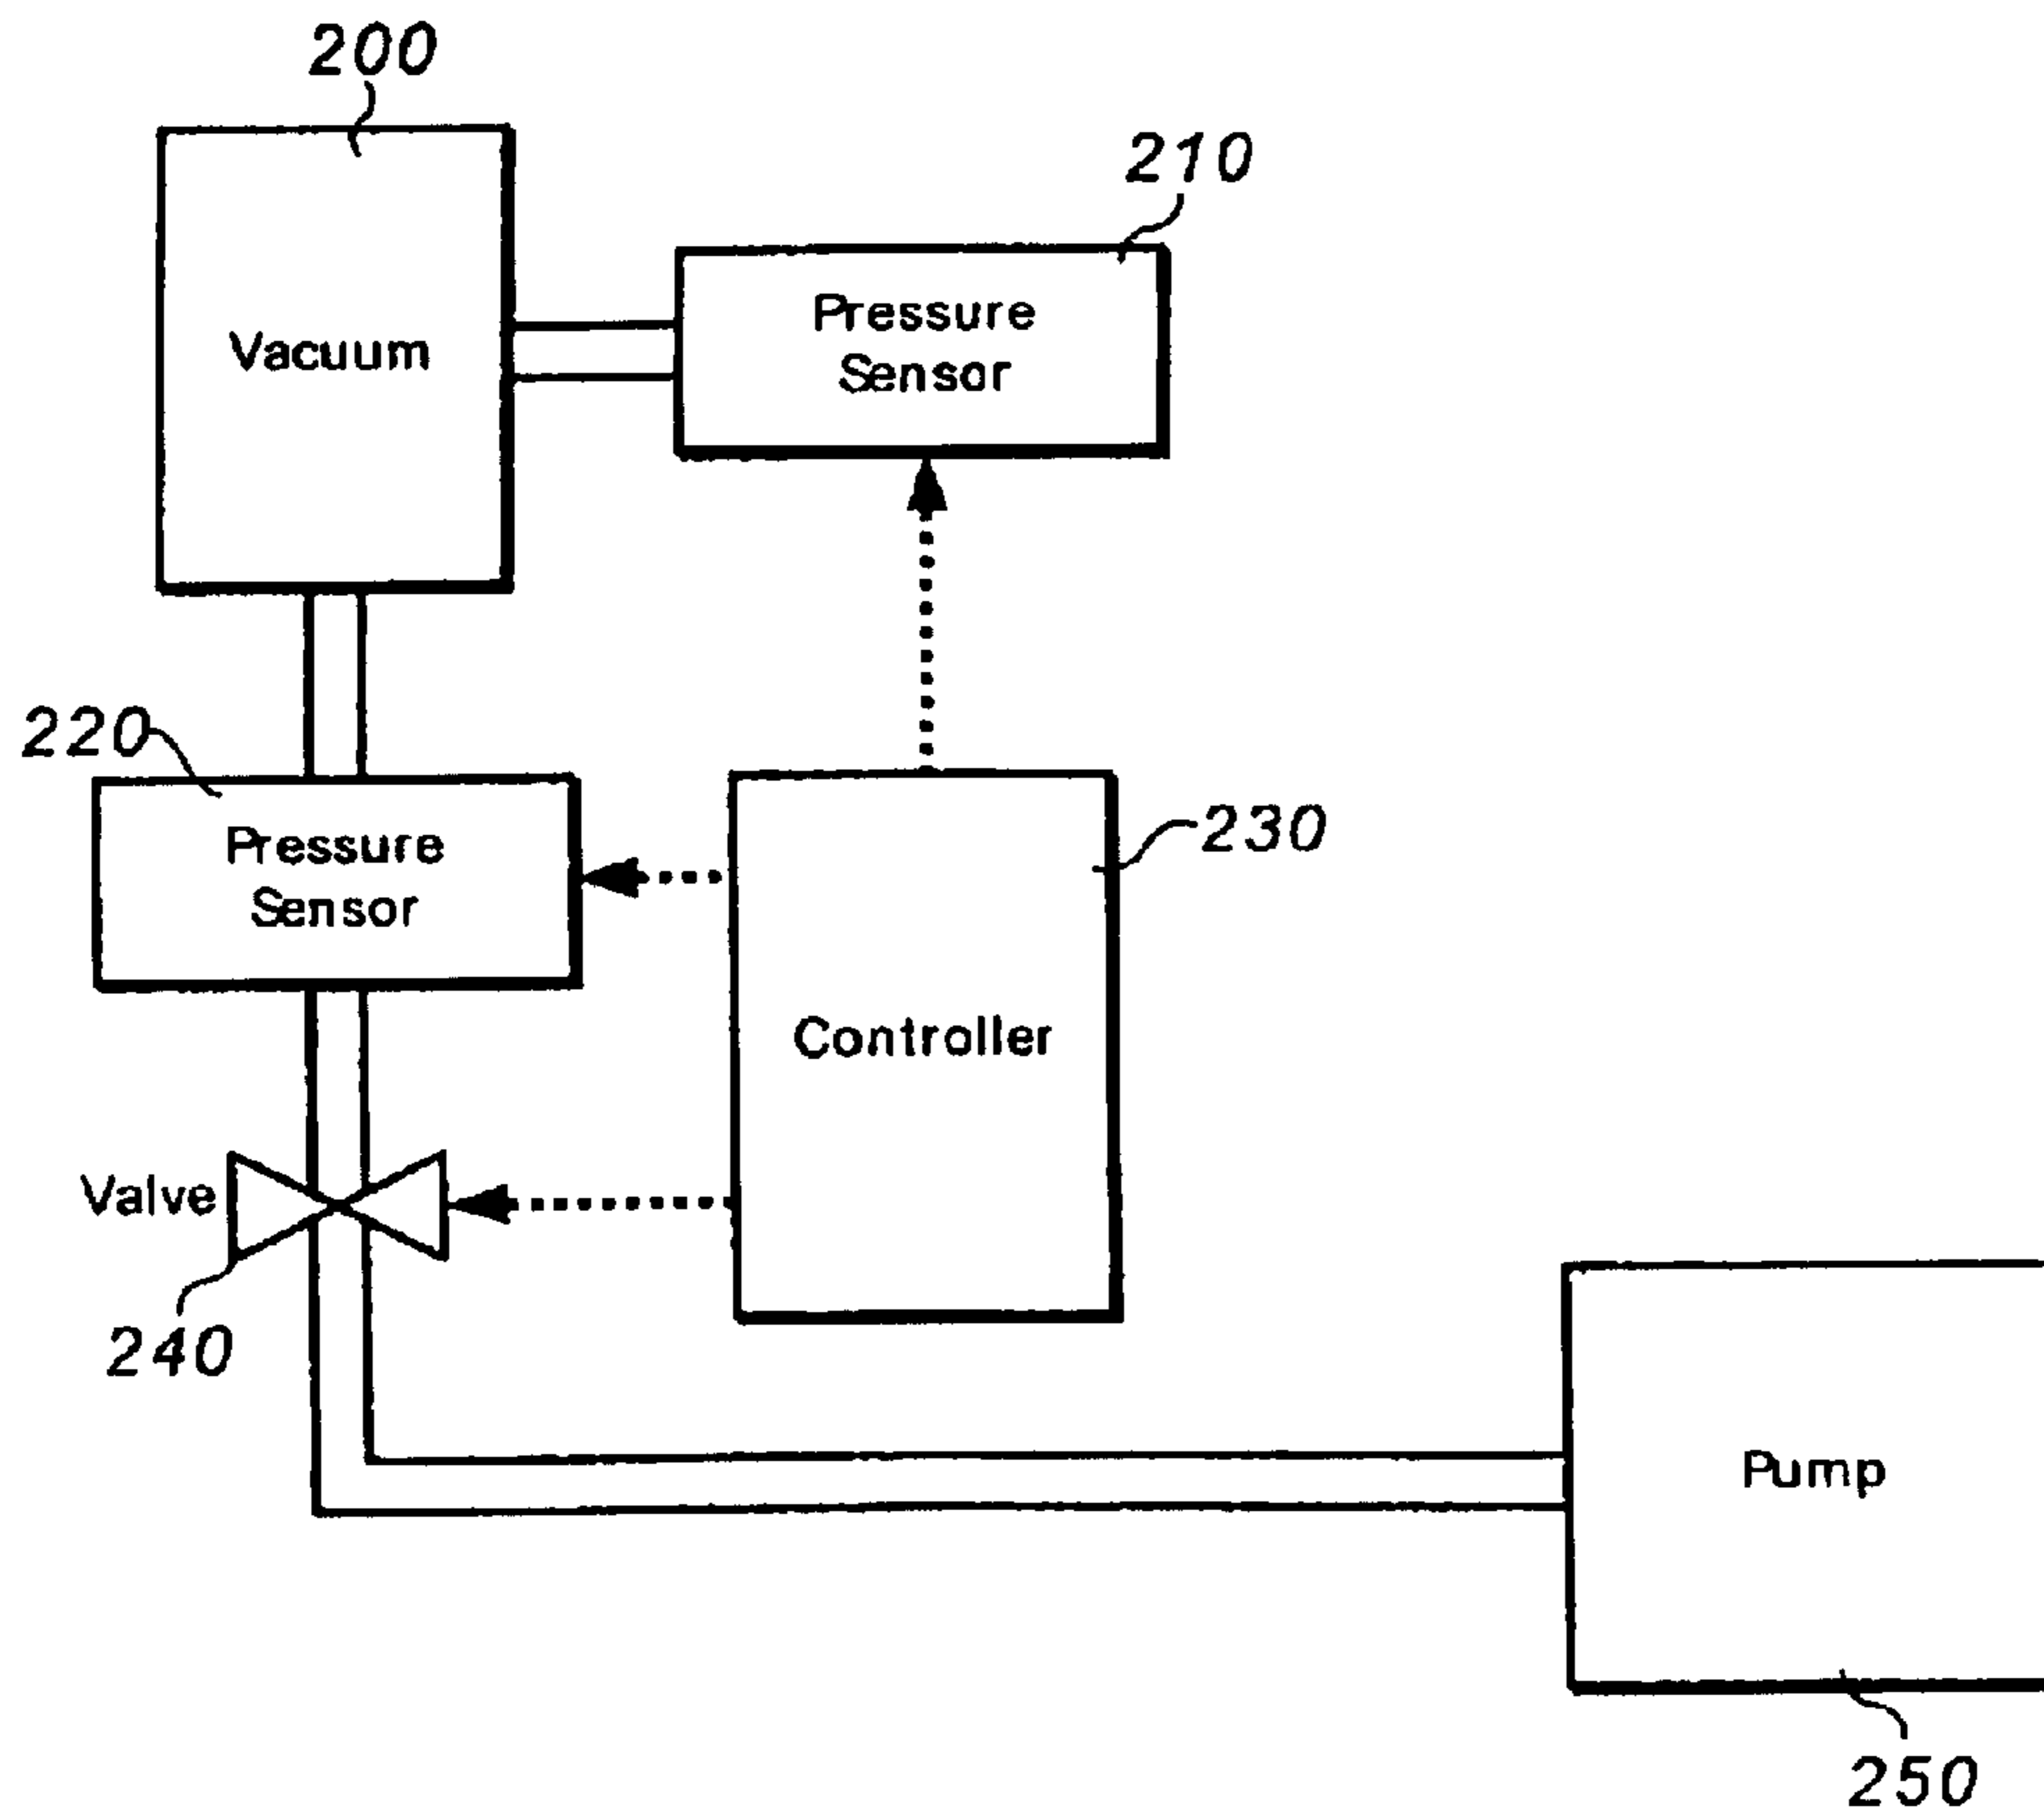 200
210
Vacuum
Pressure
Sensor
220
Pressure
Sensor
230
Controller
Valve
240
Pump
250